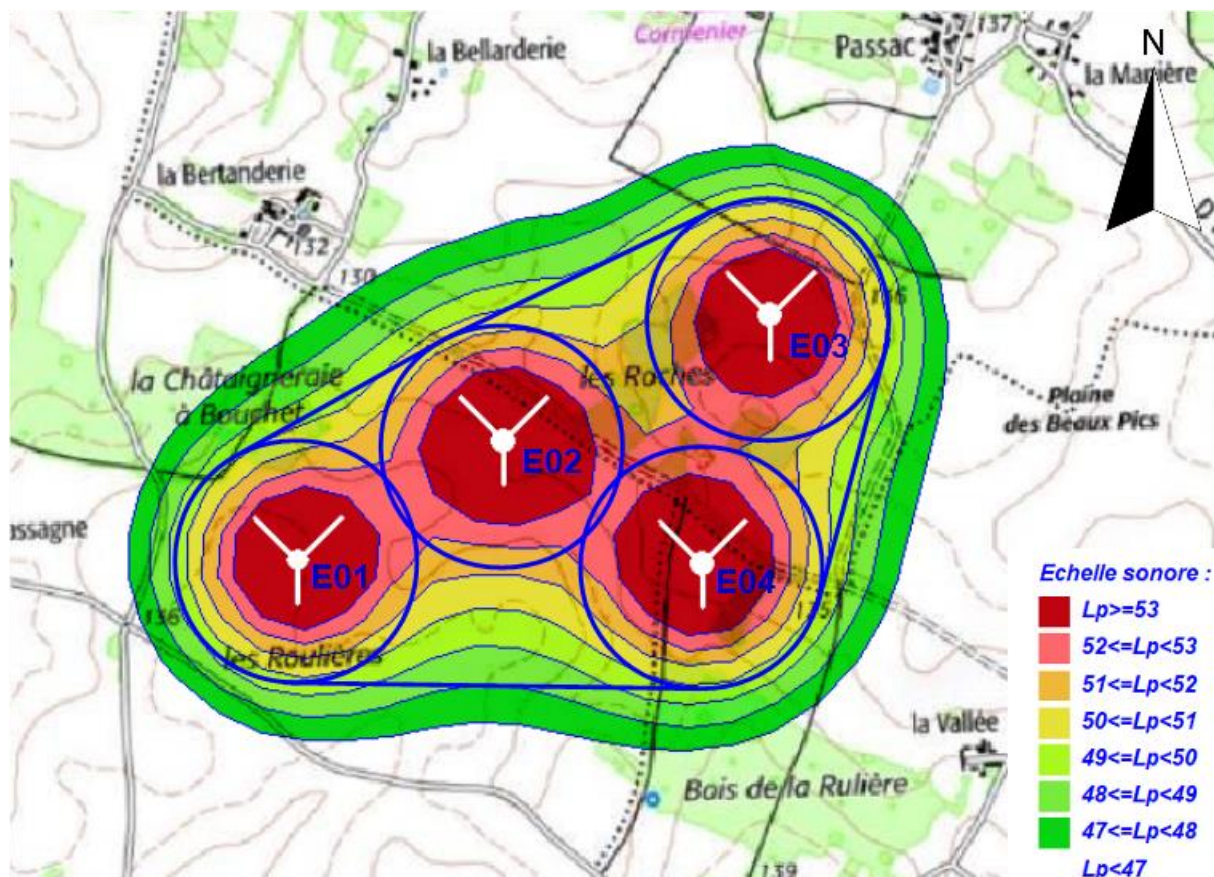 137
Cornenier
la Bellarderie
Passac
la Manière
N
la Bertanderie
132
130
E03
les Roches
la Châtaigneraie
à Bouchet
Plaine
des Beaux Pics
E02
E01
E04
136
les Roulières
la Vallée
Bois de la Rulière
139
Echelle sonore :
Lp>=53
52<=Lp<53
51<=Lp<52
50<=Lp<51
49<=Lp<50
48<=Lp<49
47<=Lp<48
Lp<47